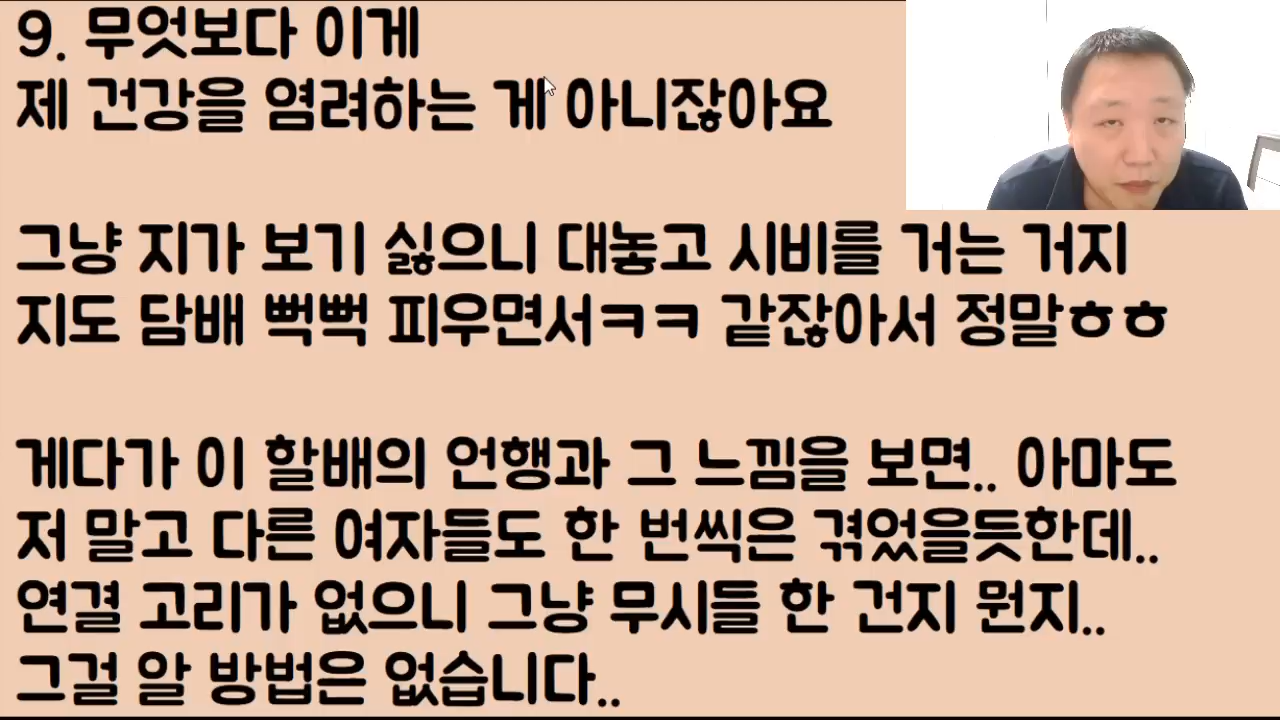 9. 무엇보다 이게
제 건강을 염려하는 게 아니잖아요
그냥 지가 보기 싫으니 대놓고 시비를 거는 거지
지도 담배 뻑뻑 피우면서ㅋㅋ 같잖아서 정말ㅎㅎ
게다가 이 할배의 언행과 그 느낌을 보면.. 아마도
저 말고 다른 여자들도 한 번씩은 겪었을듯한데..
연결 고리가 없으니 그냥 무시들 한 건지 뭔지..
그걸 알 방법은 없습니다..